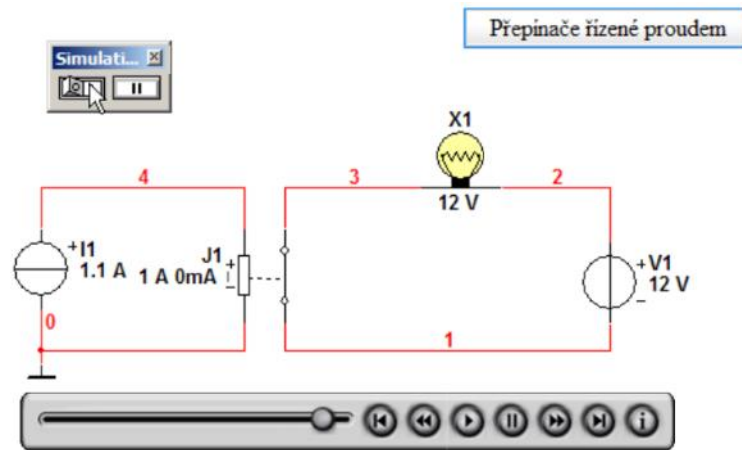 Přepínače řízené proudem
Simulati...
X1
4
3
2
12 V
+I1
1.1 A
J1
+
1 A 0mA
+V1
12 V
0
1